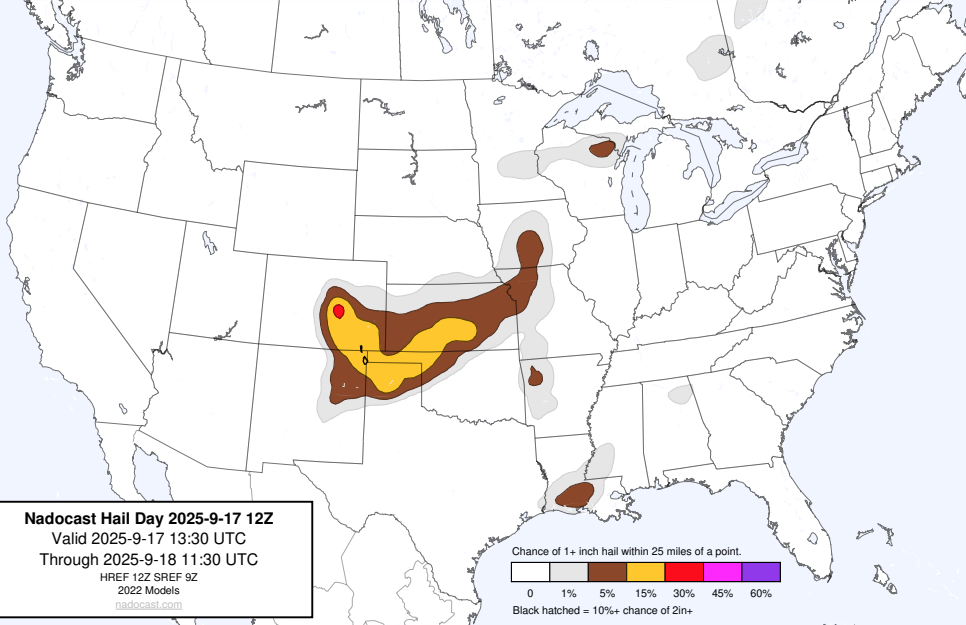 Nadocast Hail Day 2025-9-17 12Z
Valid 2025-9-17 13:30 UTC
Through 2025-9-18 11:30 UTC
HREF 12Z SREF 9Z
2022 Models
nadocast.com
Chance of 1+ inch hail within 25 miles of a point.
0 1% 5% 15% 30% 45% 60%
Black hatched = 10%+ chance of 2in+